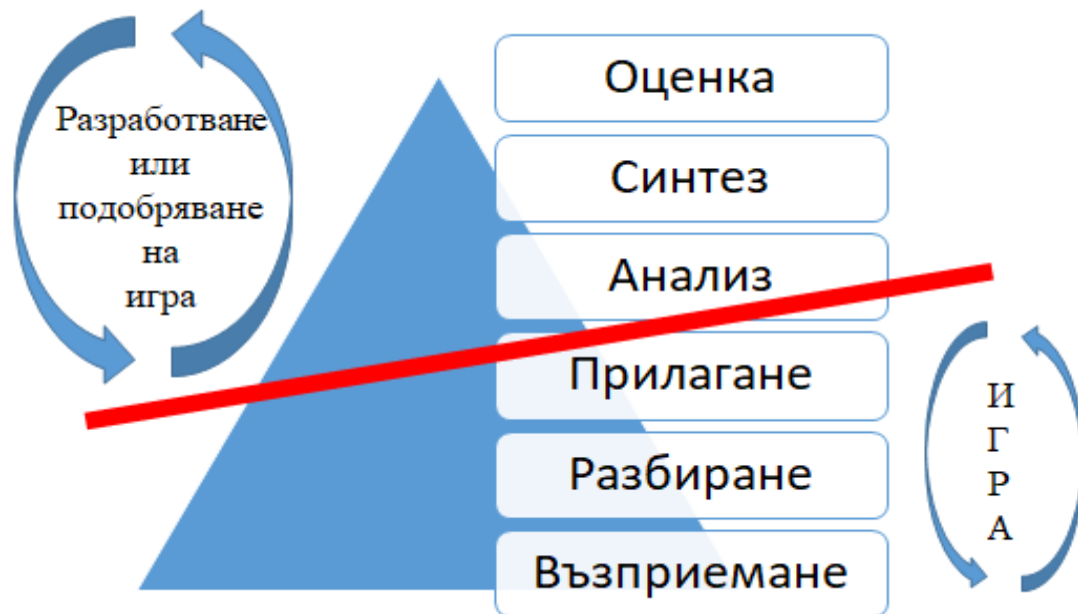 Разработване
или
подобряване
на
игра
Оценка
Синтез
Анализ
Прилагане
Разбиране
Възприемане
И
Г
Р
А